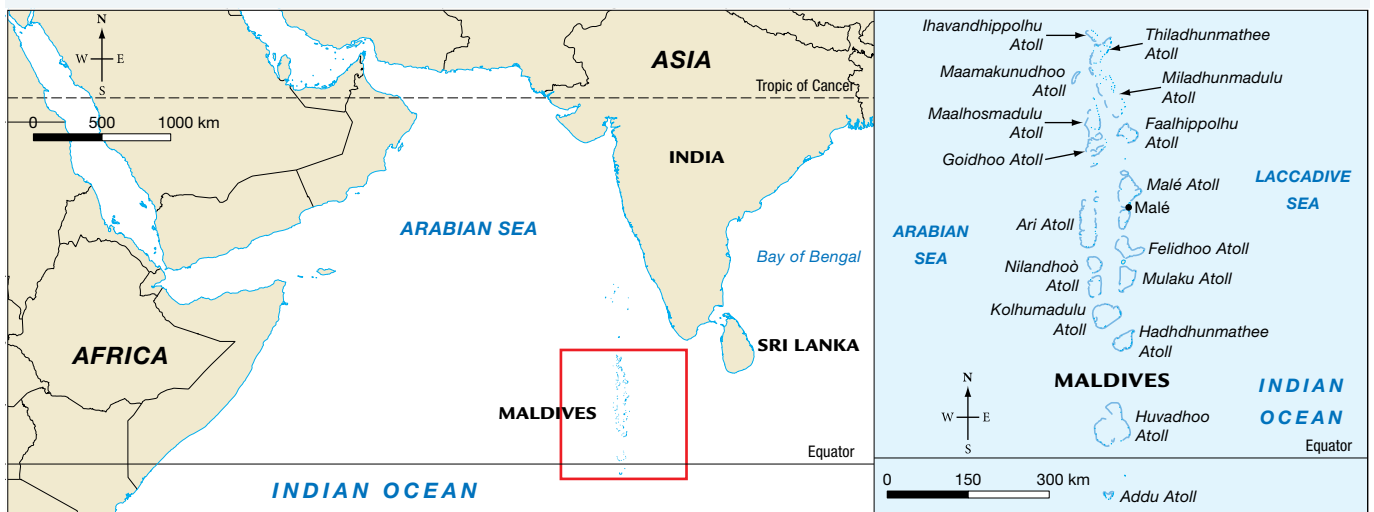 N
W
E
S
ASIA
Tropic of Cancer
0
500
1000 km
INDIA
ARABIAN SEA
Bay of Bengal
AFRICA
SRI LANKA
MALDIVES
Equator
INDIAN OCEAN
Ihavandhippolhu
Atoll
Thiladhunmathee
Atoll
Maamakunudhoo
Atoll
Miladhunmadulu
Atoll
Maalhosmadulu
Atoll
Faalhippolhu
Atoll
Goidhoo Atoll
Malé Atoll
LACCADIVE
SEA
Malé
Ari Atoll
ARABIAN
SEA
Felidhoo Atoll
Nilandhoò
Atoll
Mulaku Atoll
Kolhumadulu
Atoll
Hadhdhunmathee
Atoll
MALDIVES
INDIAN
OCEAN
N
W
E
S
Huvadhoo
Atoll
Equator
0
150
300 km
Addu Atoll